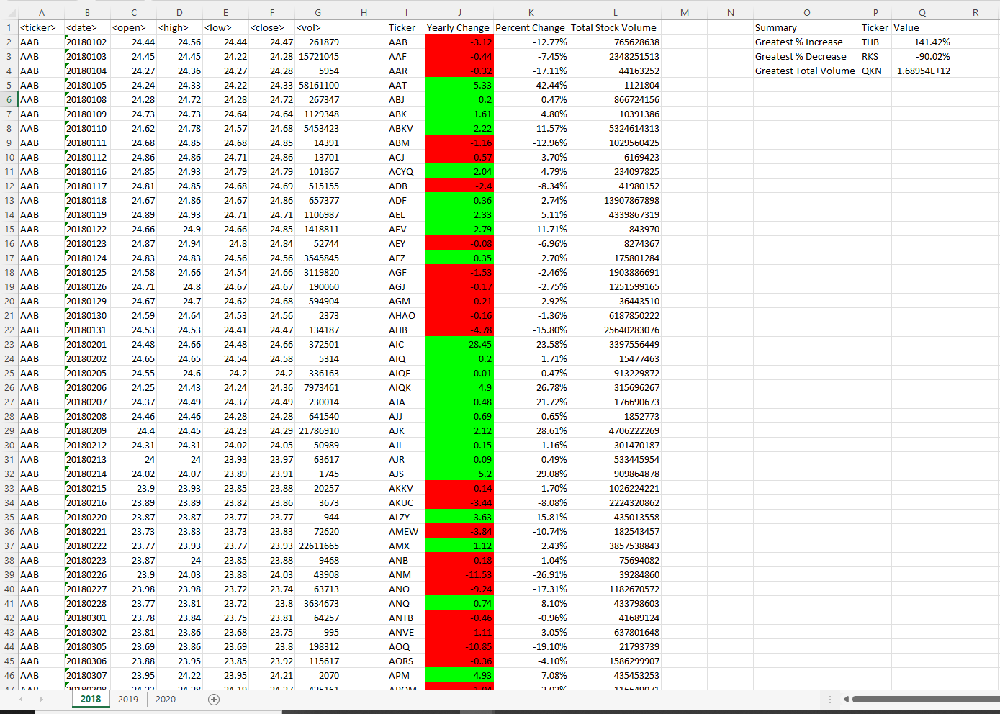 A B C D E F G H I J K L M N O P Q R
1 <ticker> <date> <open> <high> <low> <close> <vol> Ticker Yearly Change Percent Change Total Stock Volume Summary Ticker Value
2 AAB 20180102 24.44 24.56 24.44 24.47 261879 AAB -3.12 -12.77% 765628638 Greatest % Increase THB 141.42%
3 AAB 20180103 24.45 24.45 24.22 24.28 15721045 AAF -0.44 -7.45% 2348251513 Greatest % Decrease RKS -90.02%
4 AAB 20180104 24.27 24.36 24.27 24.28 5954 AAR -0.32 -17.11% 44163252 Greatest Total Volume QKN 1.68954E+12
5 AAB 20180105 24.24 24.33 24.22 24.33 58161100 AAT 5.33 42.44% 1121804
6 AAB 20180108 24.28 24.72 24.28 24.72 267347 ABJ 0.2 0.47% 866724156
7 AAB 20180109 24.73 24.73 24.64 24.64 1129348 ABK 1.61 4.80% 10391386
8 AAB 20180110 24.62 24.78 24.57 24.68 5453423 ABKV 2.22 11.57% 5324614313
9 AAB 20180111 24.68 24.85 24.68 24.85 14391 ABM -1.16 -12.96% 1029560425
10 AAB 20180112 24.86 24.86 24.71 24.86 13701 ACJ -0.57 -3.70% 6169423
11 AAB 20180116 24.85 24.93 24.79 24.79 101867 ACYQ 2.04 4.79% 234097825
12 AAB 20180117 24.81 24.85 24.68 24.69 515155 ADB -2.4 -8.34% 41980152
13 AAB 20180118 24.67 24.86 24.67 24.86 657377 ADF 0.36 2.74% 13907867898
14 AAB 20180119 24.89 24.93 24.71 24.71 1106987 AEL 2.33 5.11% 4339867319
15 AAB 20180122 24.66 24.9 24.66 24.85 1418811 AEV 2.79 11.71% 843970
16 AAB 20180123 24.87 24.94 24.8 24.84 52744 AEY -0.08 -6.96% 8274367
17 AAB 20180124 24.83 24.83 24.56 24.56 3545845 AFZ 0.35 2.70% 175801284
18 AAB 20180125 24.58 24.66 24.54 24.66 3119820 AGF -1.53 -2.46% 1903886691
19 AAB 20180126 24.71 24.8 24.67 24.67 190060 AGJ -0.17 -2.75% 1251599165
20 AAB 20180129 24.67 24.7 24.62 24.68 594904 AGM -0.21 -2.92% 36443510
21 AAB 20180130 24.59 24.64 24.53 24.56 2373 AHAO -0.16 -1.36% 6187850222
22 AAB 20180131 24.53 24.53 24.41 24.47 134187 AHB -4.78 -15.80% 25640283076
23 AAB 20180201 24.48 24.66 24.48 24.66 372501 AIC 28.45 23.58% 3397556449
24 AAB 20180202 24.65 24.65 24.54 24.58 5314 AIQ 0.2 1.71% 15477463
25 AAB 20180205 24.55 24.6 24.2 24.2 336163 AIQF 0.01 0.47% 913229872
26 AAB 20180206 24.25 24.43 24.24 24.36 7973461 AIQK 4.9 26.78% 315696267
27 AAB 20180207 24.37 24.49 24.37 24.49 230014 AJA 0.48 21.72% 176690673
28 AAB 20180208 24.46 24.46 24.28 24.28 641540 AJJ 0.69 0.65% 1852773
29 AAB 20180209 24.4 24.45 24.23 24.29 21786910 AJK 2.12 28.61% 4706222269
30 AAB 20180212 24.31 24.31 24.02 24.05 50989 AJL 0.15 1.16% 301470187
31 AAB 20180213 24 24 23.93 23.97 63617 AJR 0.09 0.49% 533445954
32 AAB 20180214 24.02 24.07 23.89 23.91 1745 AJS 5.2 29.08% 909864878
33 AAB 20180215 23.9 23.93 23.85 23.88 20257 AKKV -0.14 -1.70% 1026224221
34 AAB 20180216 23.89 23.89 23.82 23.86 3673 AKUC -3.44 -8.08% 2224320862
35 AAB 20180220 23.87 23.87 23.77 23.77 944 ALZY 3.63 15.81% 435013558
36 AAB 20180221 23.73 23.83 23.73 23.83 72620 AMEW -3.84 -10.74% 182543457
37 AAB 20180222 23.77 23.93 23.77 23.93 22611665 AMX 1.12 2.43% 3857538843
38 AAB 20180223 23.87 24 23.85 23.88 9468 ANB -0.18 -1.04% 75694082
39 AAB 20180226 23.9 24.03 23.88 24.03 43908 ANM -11.53 -26.91% 39284860
40 AAB 20180227 23.98 23.98 23.72 23.74 63713 ANO -9.24 -17.31% 1182670572
41 AAB 20180228 23.77 23.81 23.72 23.8 3634673 ANQ 0.74 8.10% 433798603
42 AAB 20180301 23.78 23.84 23.75 23.81 64257 ANTB -0.46 -0.96% 41689124
43 AAB 20180302 23.81 23.86 23.68 23.75 995 ANVE -1.11 -3.05% 637801648
44 AAB 20180305 23.69 23.86 23.69 23.8 198312 AOQ -10.85 -19.10% 21793739
45 AAB 20180306 23.88 23.95 23.85 23.92 115617 AORS -0.36 -4.10% 1586299907
46 AAB 20180307 23.95 24.22 23.95 24.21 2070 APM 4.93 7.08% 435453253
2018 2019 2020